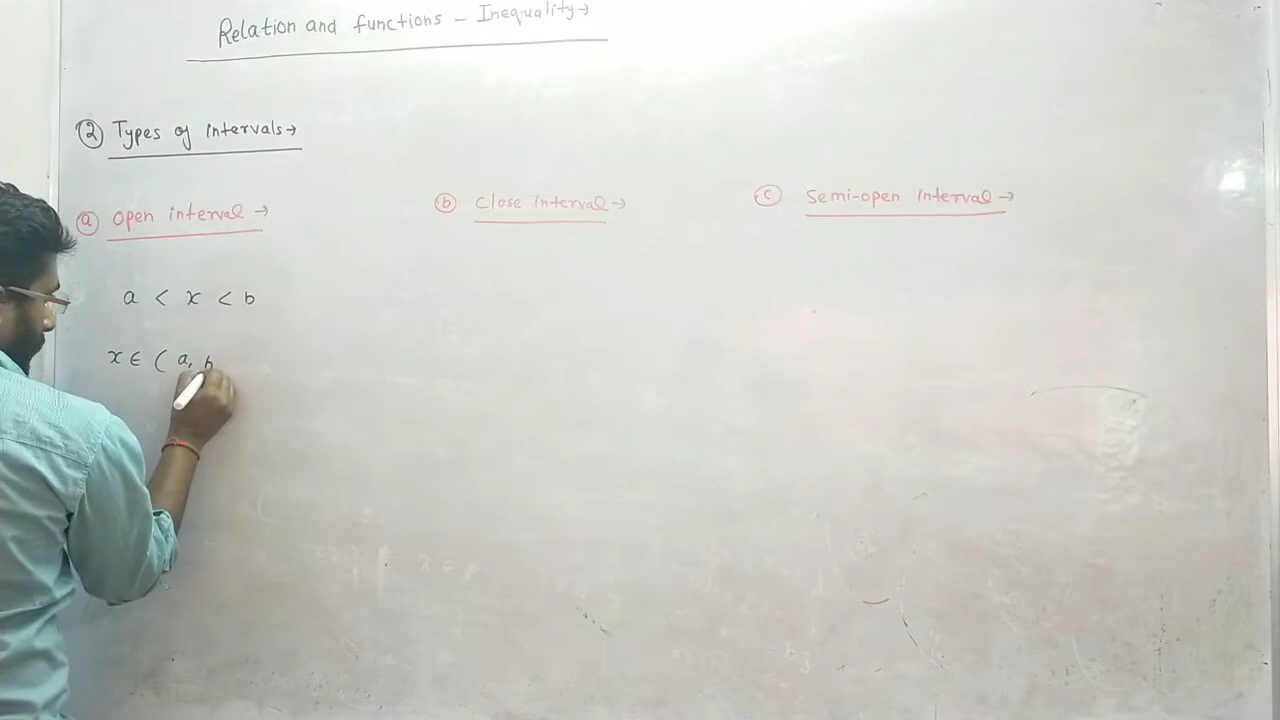 Relation and functions - Inequality→
② Types of intervals→
ⓐ open interval →
ⓑ close interval→
ⓒ Semi-open interval→
a < x < b
x ∈ ( a, b